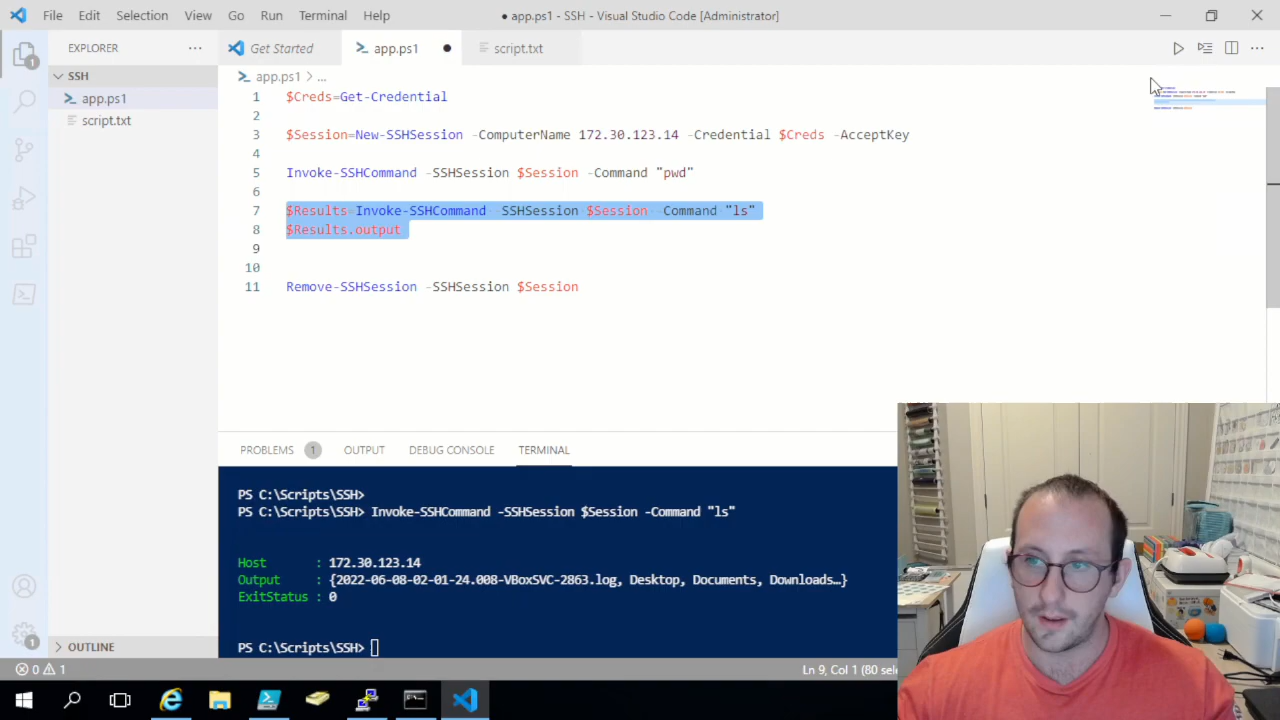 File Edit Selection View Go Run Terminal Help
● app.ps1 - SSH - Visual Studio Code [Administrator]
EXPLORER
Get Started
app.ps1
script.txt
SSH
app.ps1
script.txt
app.ps1 > ...
1 $Creds=Get-Credential
2
3 $Session=New-SSHSession -ComputerName 172.30.123.14 -Credential $Creds -AcceptKey
4
5 Invoke-SSHCommand -SSHSession $Session -Command "pwd"
6
7 $Results=Invoke-SSHCommand -SSHSession $Session -Command "ls"
8 $Results.output
9
10
11 Remove-SSHSession -SSHSession $Session
PROBLEMS 1 OUTPUT DEBUG CONSOLE TERMINAL
PS C:\Scripts\SSH>
PS C:\Scripts\SSH> Invoke-SSHCommand -SSHSession $Session -Command "ls"
Host : 172.30.123.14
Output : {2022-06-08-02-01-24.008-VBoxSVC-2863.log, Desktop, Documents, Downloads…}
ExitStatus : 0
PS C:\Scripts\SSH>
OUTLINE
1
1
0 1
Ln 9, Col 1 (80 sele